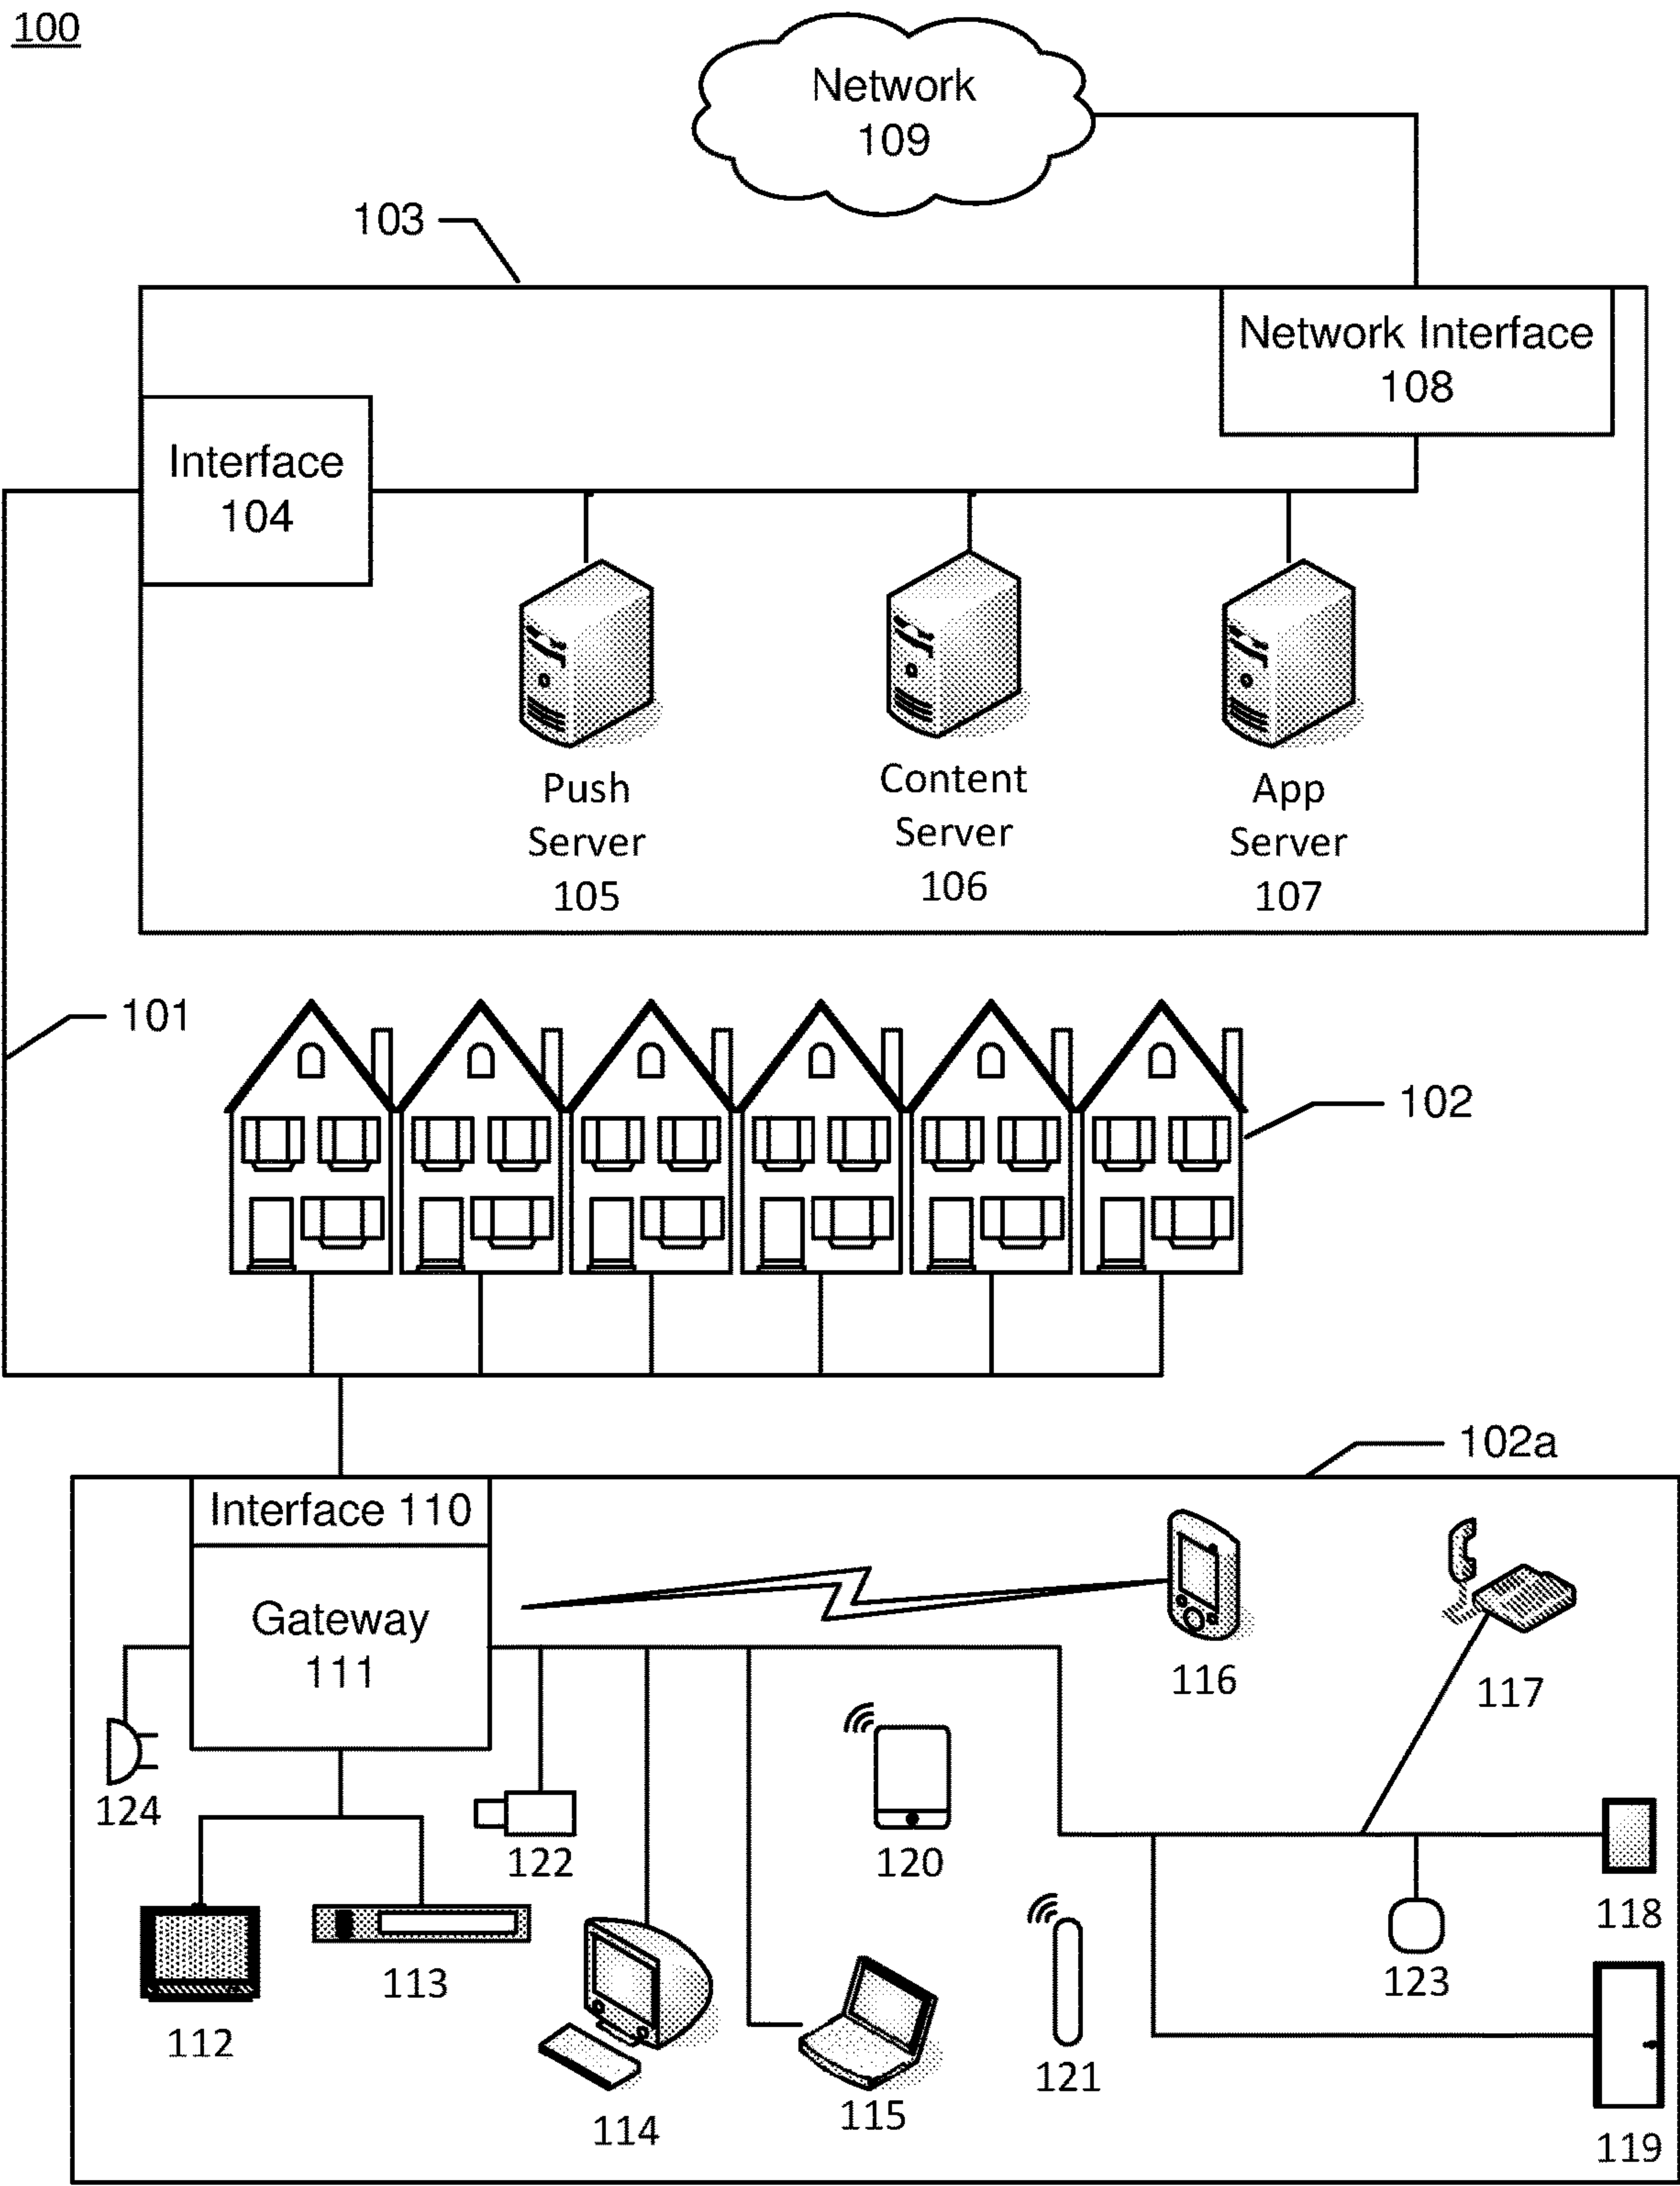 100
Network
109
103
Network Interface
108
Interface
104
Push
Server
105
Content
Server
106
App
Server
107
101
102
102a
Interface 110
Gateway
111
116
117
124
122
120
118
112
113
114
115
121
123
119